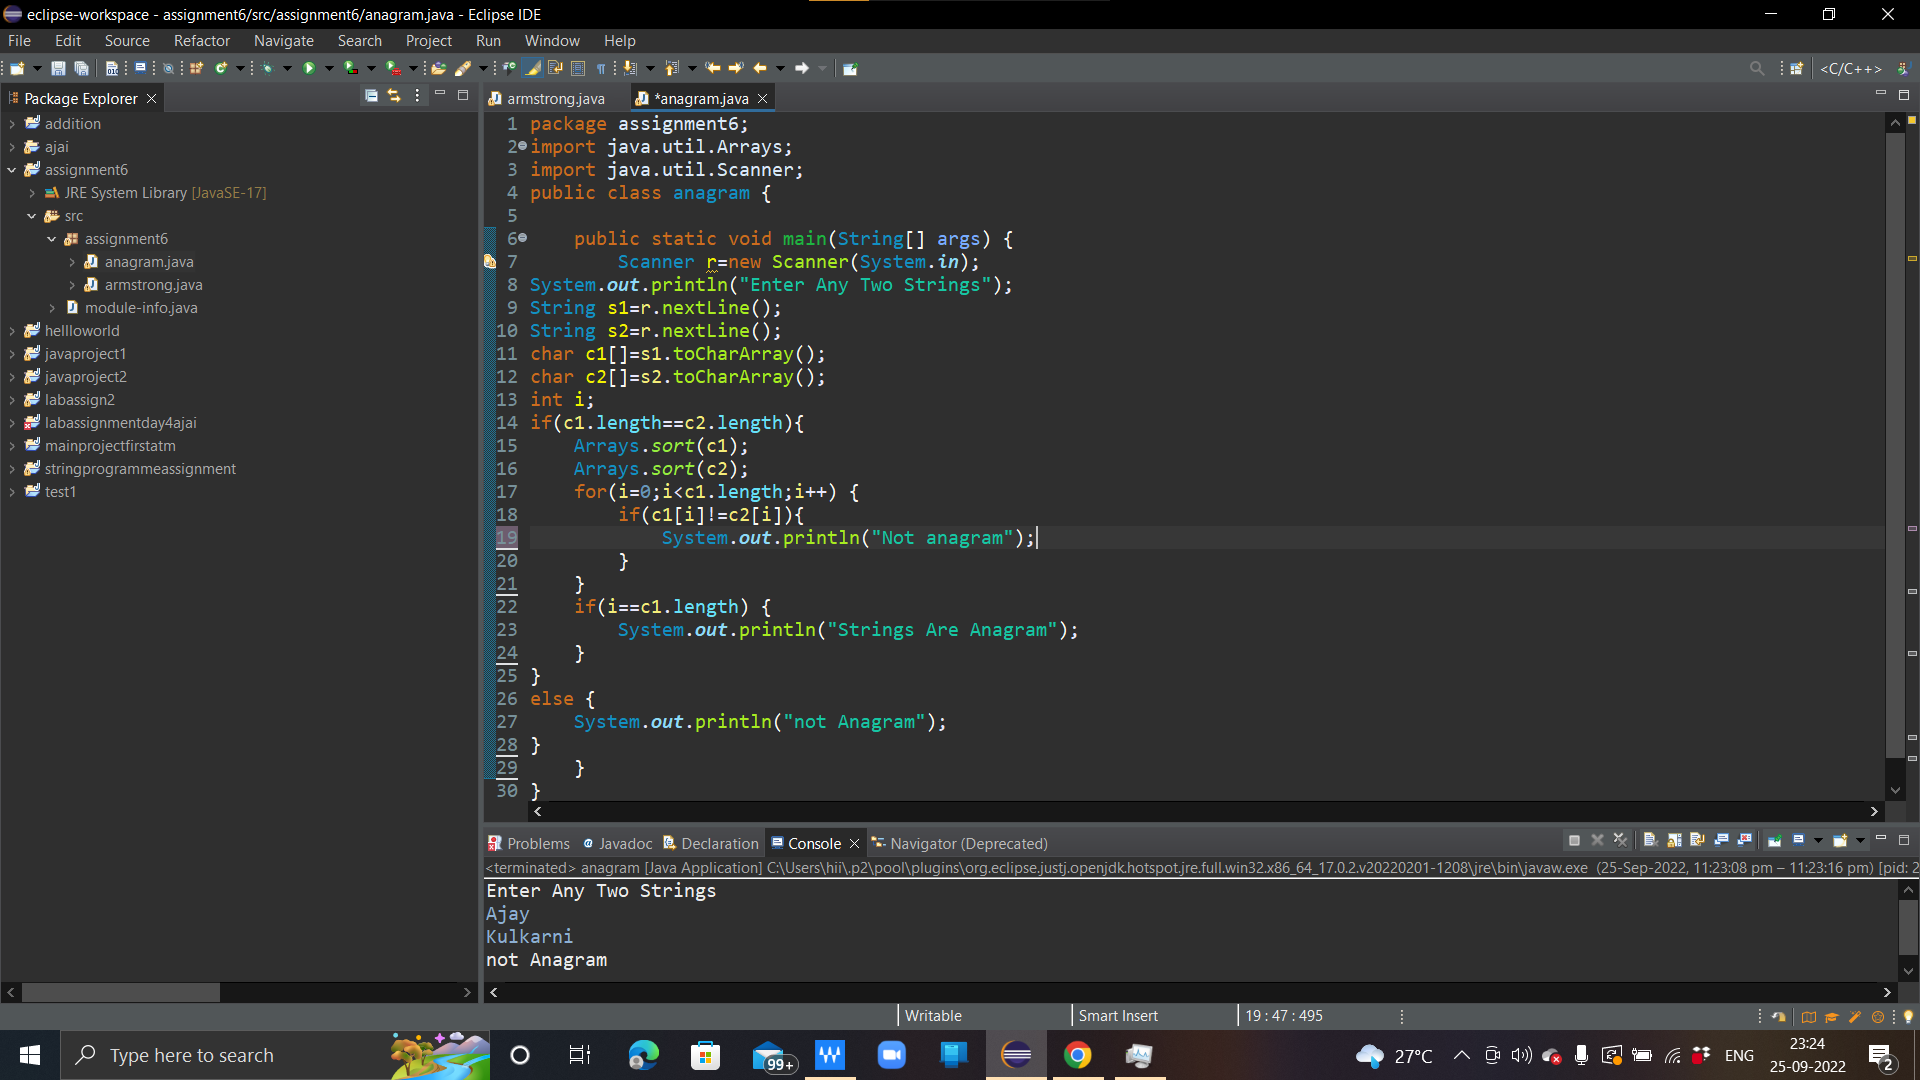 eclipse-workspace - assignment6/src/assignment6/anagram.java - Eclipse IDE
File Edit Source Refactor Navigate Search Project Run Window Help
<C/C++>
Package Explorer
addition
ajai
assignment6
JRE System Library [JavaSE-17]
src
assignment6
anagram.java
armstrong.java
module-info.java
hellloworld
javaproject1
javaproject2
labassign2
labassignmentday4ajai
mainprojectfirstatm
stringprogrammeassignment
test1
armstrong.java *anagram.java
1 package assignment6;
2 import java.util.Arrays;
3 import java.util.Scanner;
4 public class anagram {
5
6 public static void main(String[] args) {
7 Scanner r=new Scanner(System.in);
8 System.out.println("Enter Any Two Strings");
9 String s1=r.nextLine();
10 String s2=r.nextLine();
11 char c1[]=s1.toCharArray();
12 char c2[]=s2.toCharArray();
13 int i;
14 if(c1.length==c2.length){
15 Arrays.sort(c1);
16 Arrays.sort(c2);
17 for(i=0;i<c1.length;i++) {
18 if(c1[i]!=c2[i]){
19 System.out.println("Not anagram");
20 }
21 }
22 if(i==c1.length) {
23 System.out.println("Strings Are Anagram");
24 }
25 }
26 else {
27 System.out.println("not Anagram");
28 }
29 }
30 }
Problems Javadoc Declaration Console Navigator (Deprecated)
<terminated> anagram [Java Application] C:\Users\hii\.p2\pool\plugins\org.eclipse.justj.openjdk.hotspot.jre.full.win32.x86_64_17.0.2.v20220201-1208\jre\bin\javaw.exe (25-Sep-2022, 11:23:08 pm – 11:23:16 pm) [pid: 2
Enter Any Two Strings
Ajay
Kulkarni
not Anagram
Writable Smart Insert 19 : 47 : 495
Type here to search
99+
27°C
ENG
23:24
25-09-2022
2